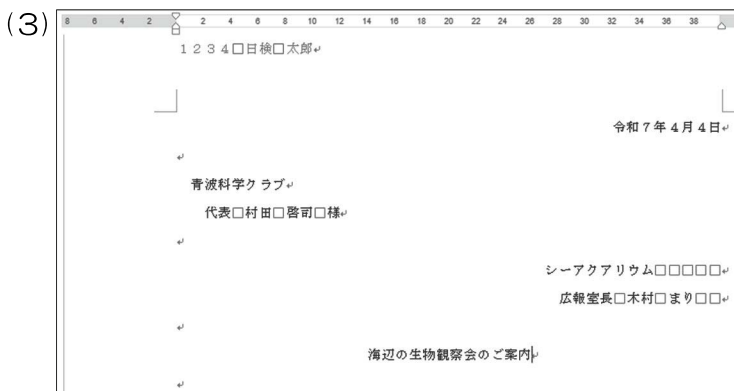 (3)
8 6 4 2 2 4 6 8 10 12 14 16 18 20 22 24 26 28 30 32 34 36 38
1234□日検□太郎↵
令和7年4月4日↵
↵
青波科学クラブ↵
代表□村田□啓司□様↵
↵
シーアクアリウム□□□□□↵
広報室長□木村□まり□□↵
↵
海辺の生物観察会のご案内↵
↵